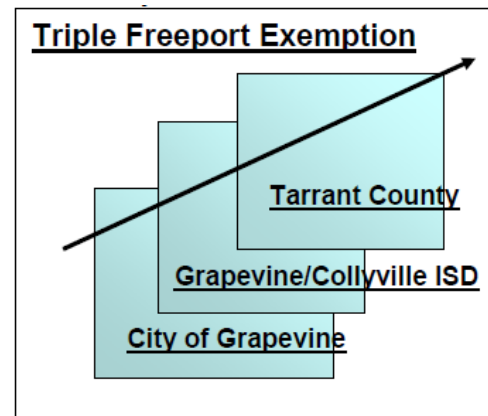 Triple Freeport Exemption
Tarrant County
Grapevine/Collyville ISD
City of Grapevine